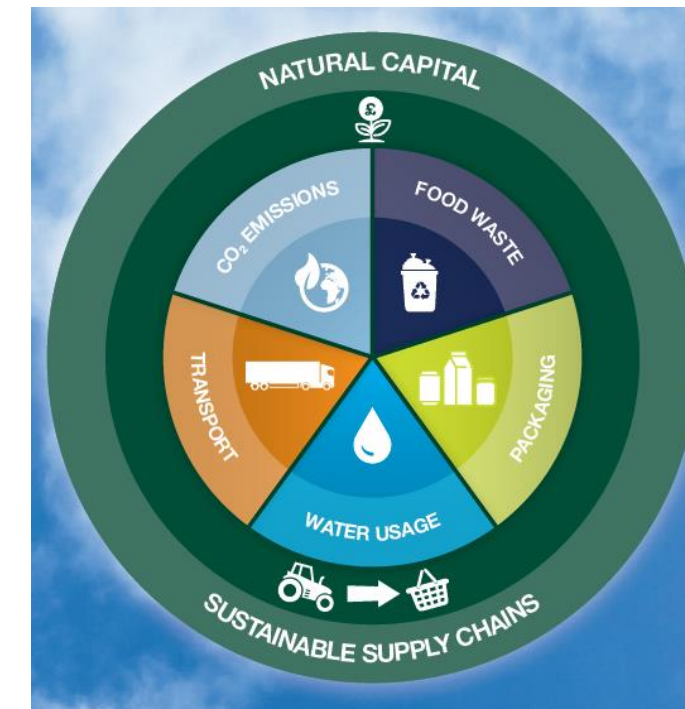 NATURAL CAPITAL
£
CO₂ EMISSIONS
FOOD WASTE
TRANSPORT
PACKAGING
WATER USAGE
SUSTAINABLE SUPPLY CHAINS